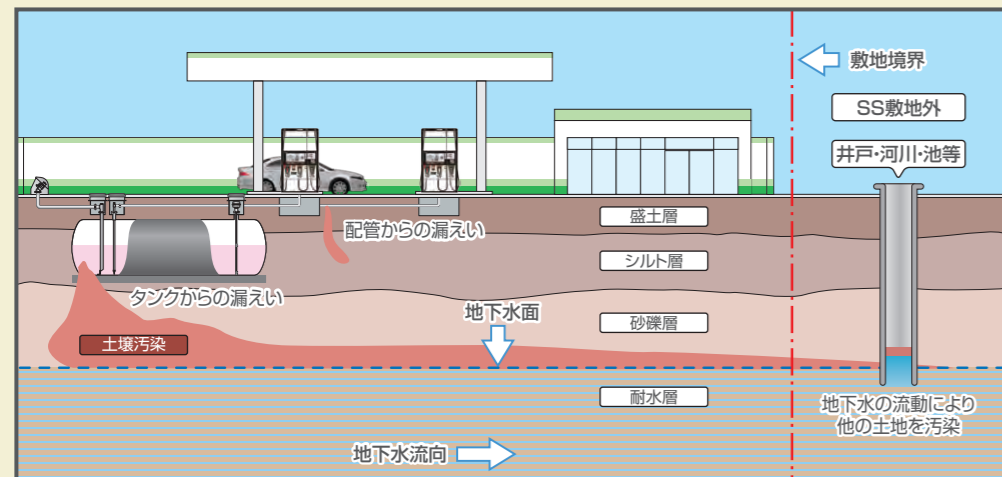 敷地境界
SS敷地外
井戸・河川・池等
盛土層
配管からの漏えい
シルト層
タンクからの漏えい
地下水面
砂礫層
土壌汚染
耐水層
地下水の流動により
他の土地を汚染
地下水流向